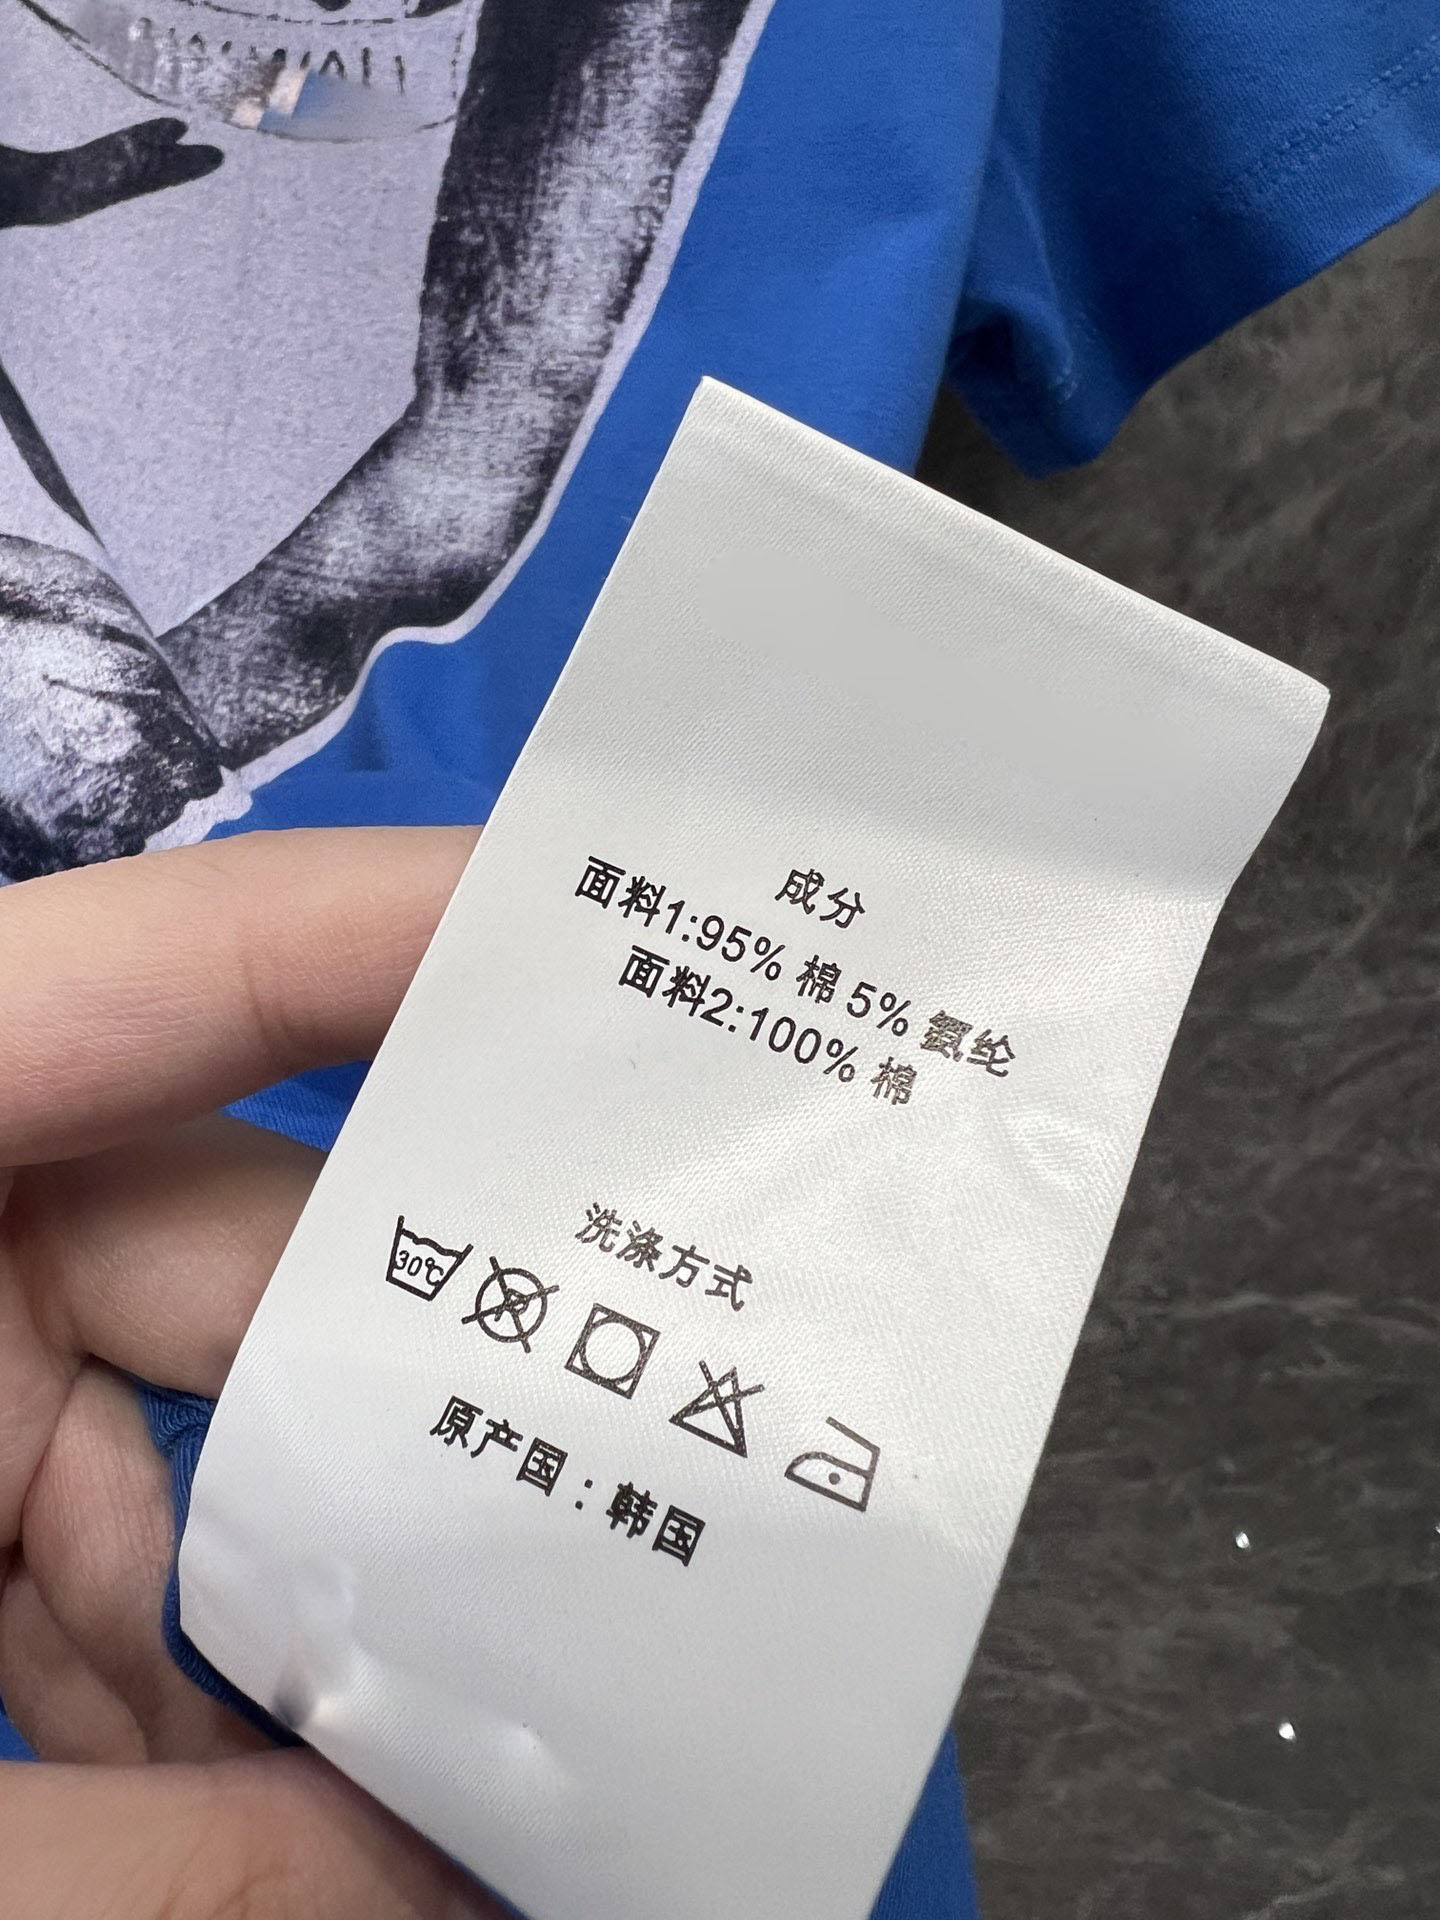 成分
面料1:95% 棉 5% 氨纶
面料2:100% 棉
洗涤方式
30℃
P
原产国：韩国